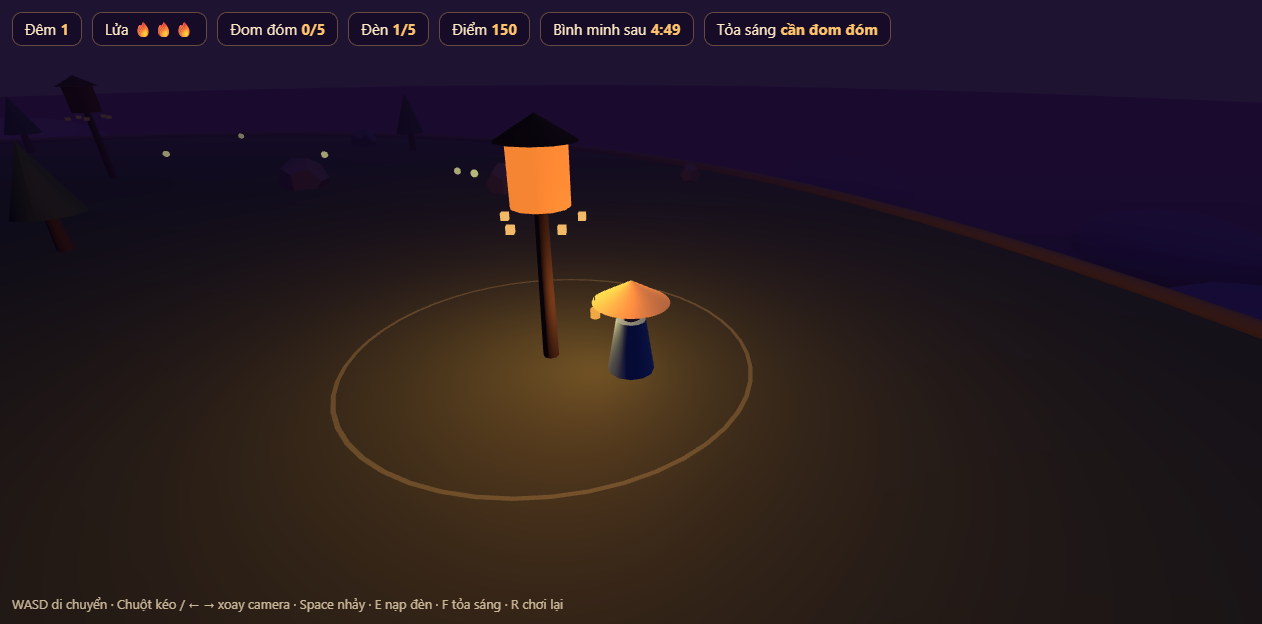 Đêm 1 Lửa 🔥🔥🔥 Đom đóm 0/5 Đèn 1/5 Điểm 150 Bình minh sau 4:49 Tỏa sáng cần đom đóm
WASD di chuyển · Chuột kéo / ← → xoay camera · Space nhảy · E nạp đèn · F tỏa sáng · R chơi lại